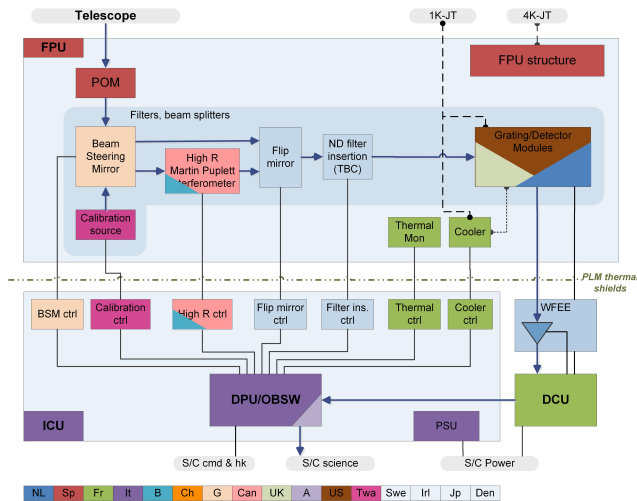 Telescope
1K-JT
4K-JT
FPU
POM
FPU structure
Filters, beam splitters
Beam
Steering
Mirror
High R
Martin Puplett
terferometer
Flip
mirror
ND filter
insertion
(TBC)
Grating/Detector
Modules
Calibration
source
Thermal
Mon
Cooler
PLM thermal
shields
BSM ctrl
Calibration
ctrl
High R ctrl
Flip mirror
ctrl
Filter ins.
ctrl
Thermal
ctrl
Cooler
ctrl
WFEE
DPU/OBSW
DCU
ICU
PSU
S/C cmd & hk
S/C science
S/C Power
NL
Sp
Fr
It
B
Ch
G
Can
UK
A
US
Twa
Swe
Irl
Jp
Den